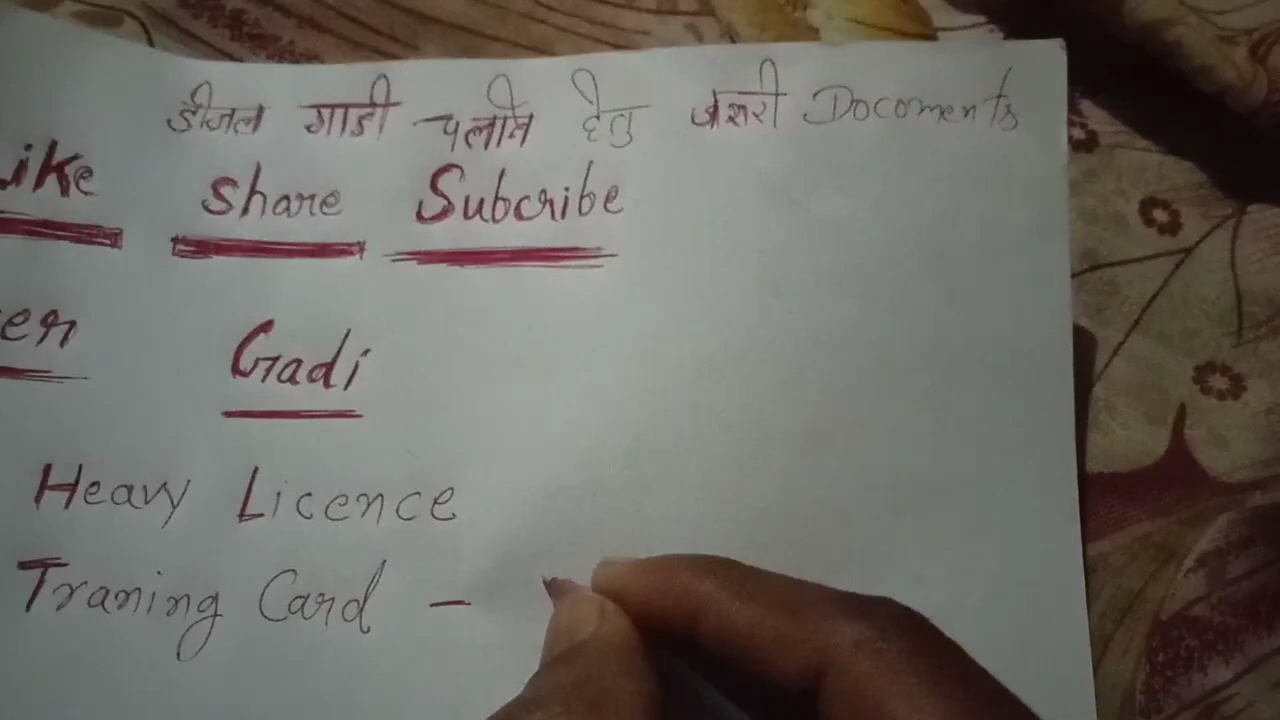 डीजल गाडी चलाने हेतु जरूरी Docoments
ike Share Subcribe
er Gadi
Heavy Licence
Traning Card -